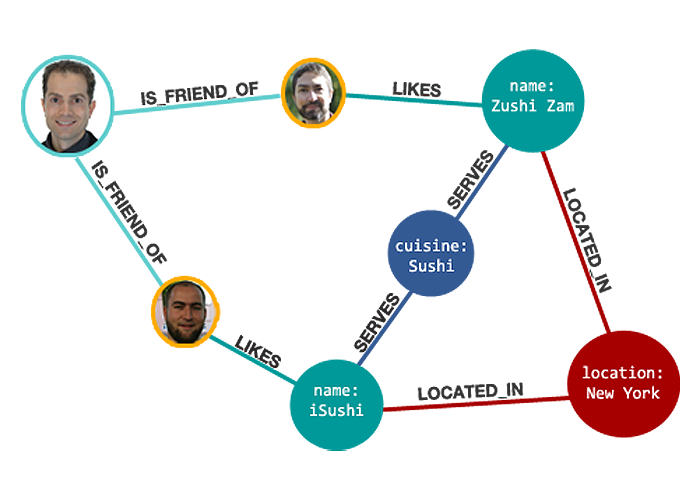 IS_FRIEND_OF
LIKES
name:
Zushi Zam
IS_FRIEND_OF
SERVES
LOCATED_IN
cuisine:
Sushi
SERVES
LIKES
name:
iSushi
LOCATED_IN
location:
New York